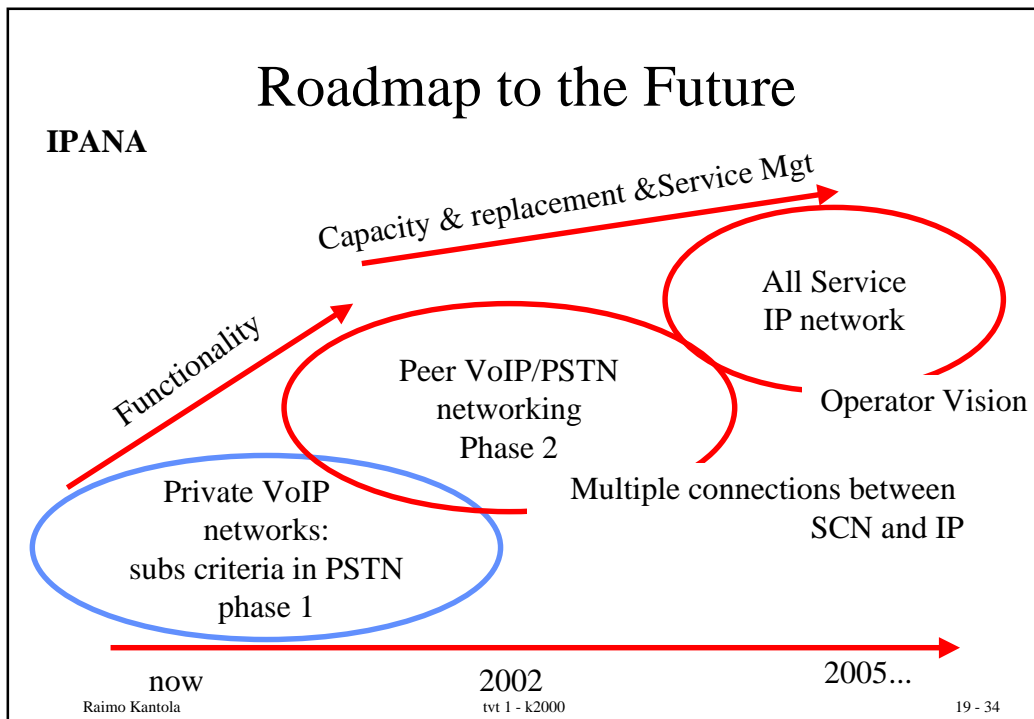 Roadmap to the Future
IPANA
Capacity & replacement &Service Mgt
Functionality
All Service
IP network
Operator Vision
Peer VoIP/PSTN
networking
Phase 2
Multiple connections between
SCN and IP
Private VoIP
networks:
subs criteria in PSTN
phase 1
now
2002
2005...
Raimo Kantola
tvt 1 - k2000
19 - 34